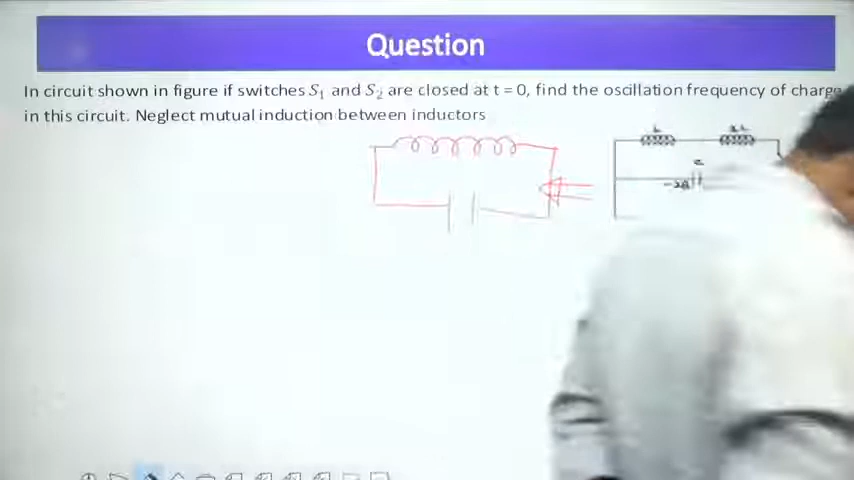 Question
In circuit shown in figure if switches S₁ and S₂ are closed at t = 0, find the oscillation frequency of charge
in this circuit. Neglect mutual induction between inductors
L 2L